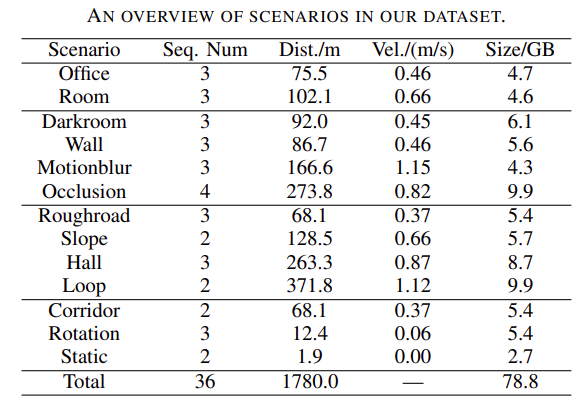 AN OVERVIEW OF SCENARIOS IN OUR DATASET.
Scenario Seq. Num Dist./m Vel./(m/s) Size/GB
Office 3 75.5 0.46 4.7
Room 3 102.1 0.66 4.6
Darkroom 3 92.0 0.45 6.1
Wall 3 86.7 0.46 5.6
Motionblur 3 166.6 1.15 4.3
Occlusion 4 273.8 0.82 9.9
Roughroad 3 68.1 0.37 5.4
Slope 2 128.5 0.66 5.7
Hall 3 263.3 0.87 8.7
Loop 2 371.8 1.12 9.9
Corridor 2 68.1 0.37 5.4
Rotation 3 12.4 0.06 5.4
Static 2 1.9 0.00 2.7
Total 36 1780.0 — 78.8